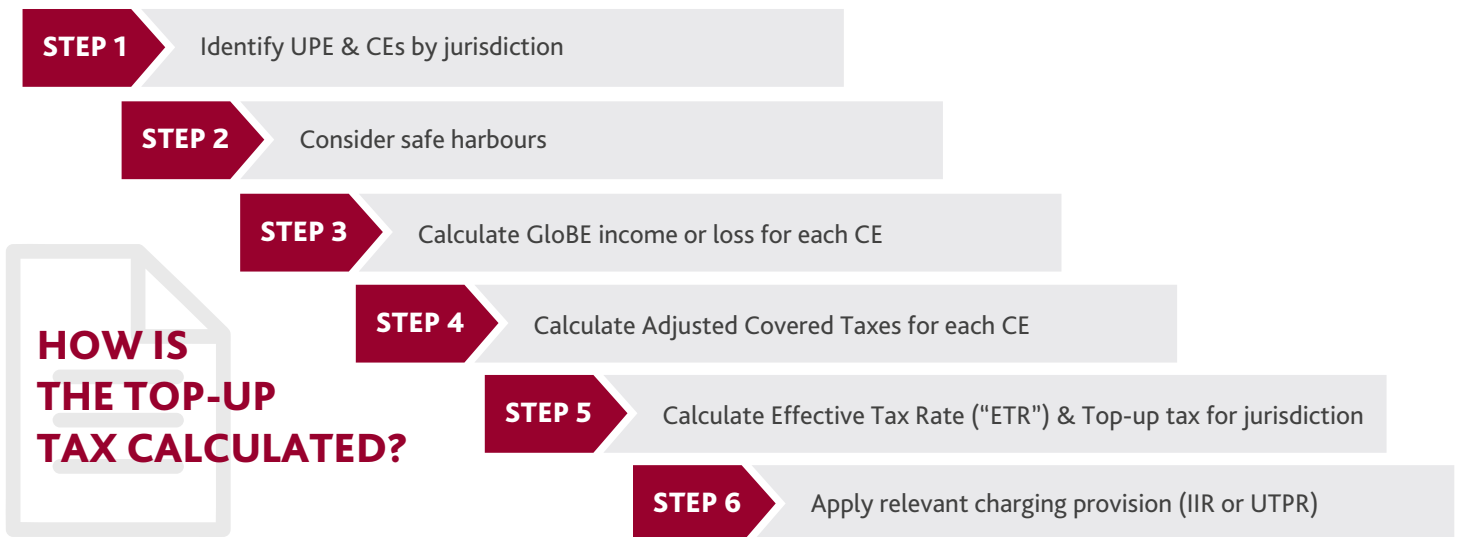 STEP 1 Identify UPE & CEs by jurisdiction
STEP 2 Consider safe harbours
STEP 3 Calculate GloBE income or loss for each CE
STEP 4 Calculate Adjusted Covered Taxes for each CE
STEP 5 Calculate Effective Tax Rate (“ETR”) & Top-up tax for jurisdiction
STEP 6 Apply relevant charging provision (IIR or UTPR)
HOW IS
THE TOP-UP
TAX CALCULATED?